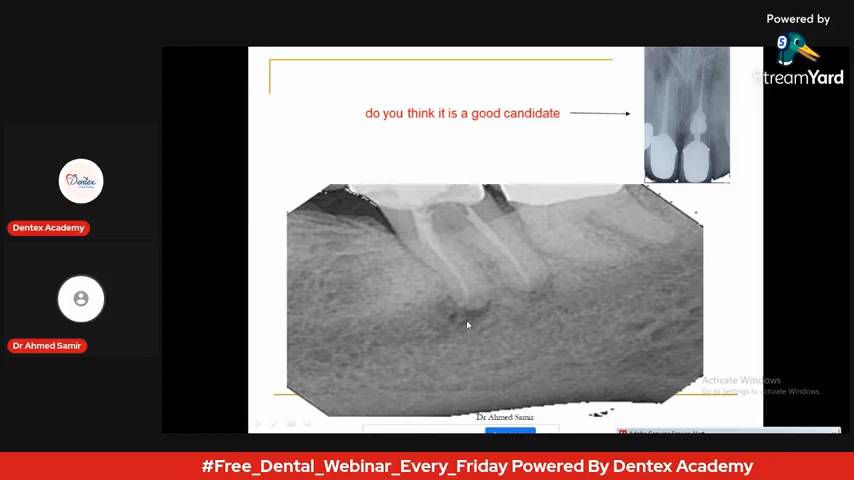 Powered by
StreamYard
do you think it is a good candidate
Dentex
Dentex Academy
Dr Ahmed Samir
Activate Windows
Go to Settings to activate Windows.
Dr Ahmed Samir
#Free_Dental_Webinar_Every_Friday Powered By Dentex Academy